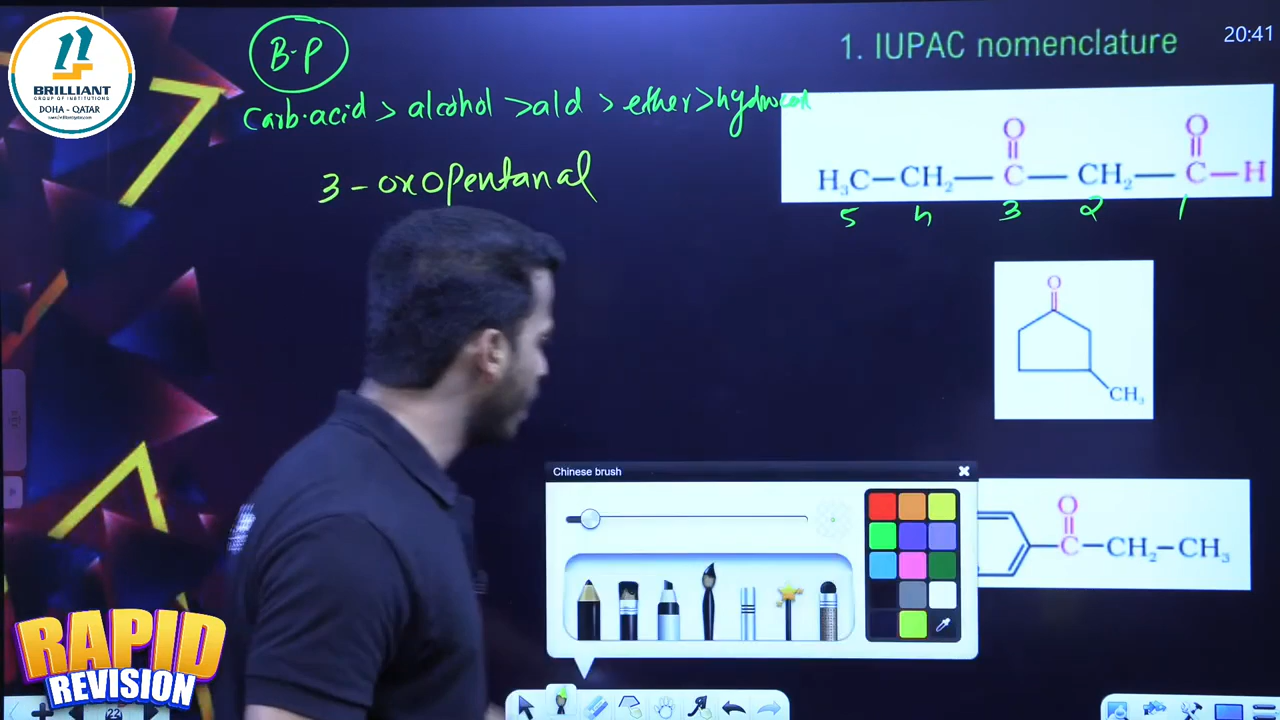 BRILLIANT
GROUP OF INSTITUTIONS
DOHA - QATAR
B-P
Carb.acid > alcohol > ald > ether > hydrocar
3 - oxopentanal
1. IUPAC nomenclature
20:41
O O
H₃C—CH₂—C—CH₂—C—H
5 4 3 2 1
O
CH₃
Chinese brush
O
C—CH₂—CH₃
RAPID
REVISION
22